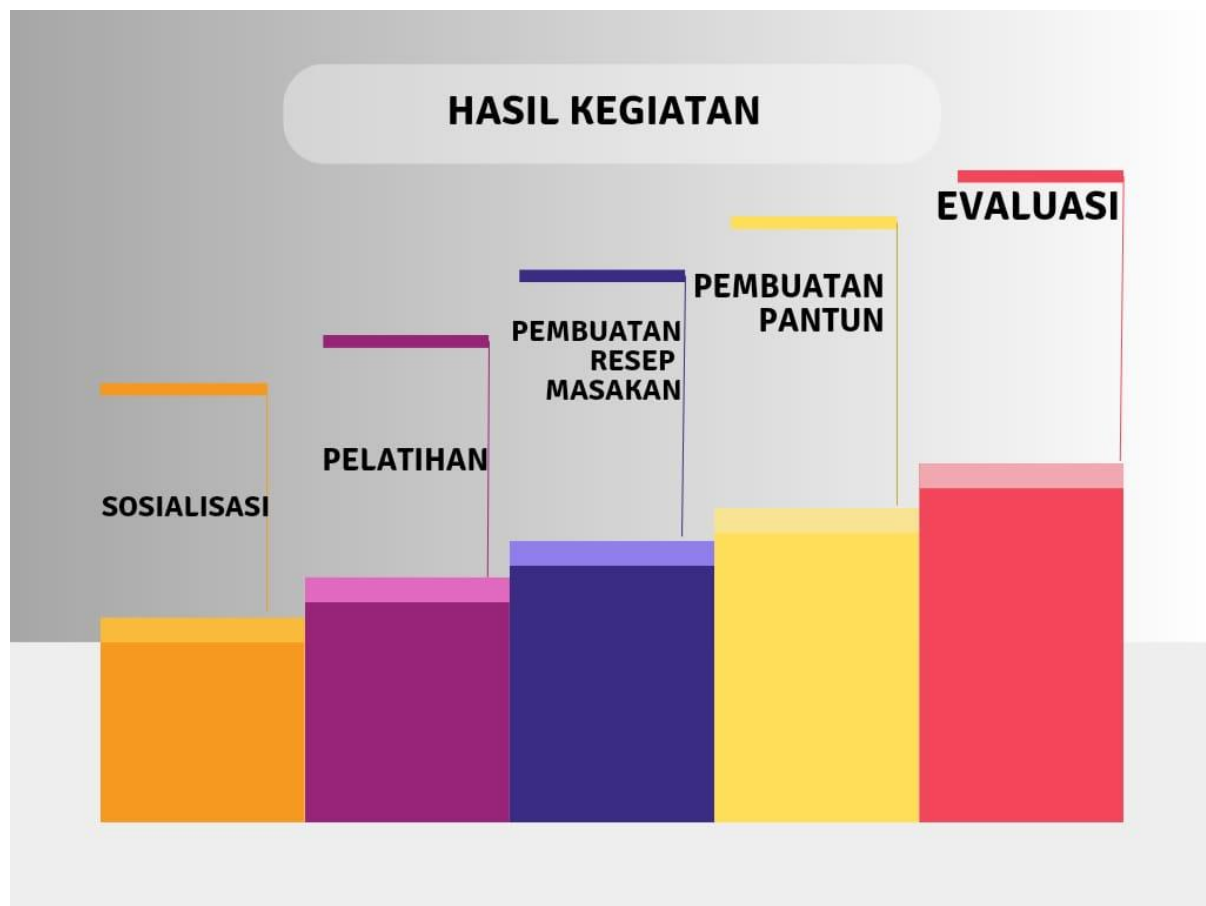 HASIL KEGIATAN
SOSIALISASI
PELATIHAN
PEMBUATAN
RESEP
MASAKAN
PEMBUATAN
PANTUN
EVALUASI